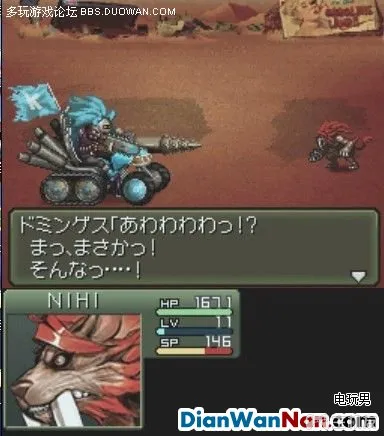 多玩游戏论坛 BBS.DUOWAN.COM
K
ドミンゲス「あわわわわっ!?
まっ、まさかっ!
そんなっ‥‥!
NIHI
HP 1671
LV 11
SP 146
电玩男
DianWanNan.com